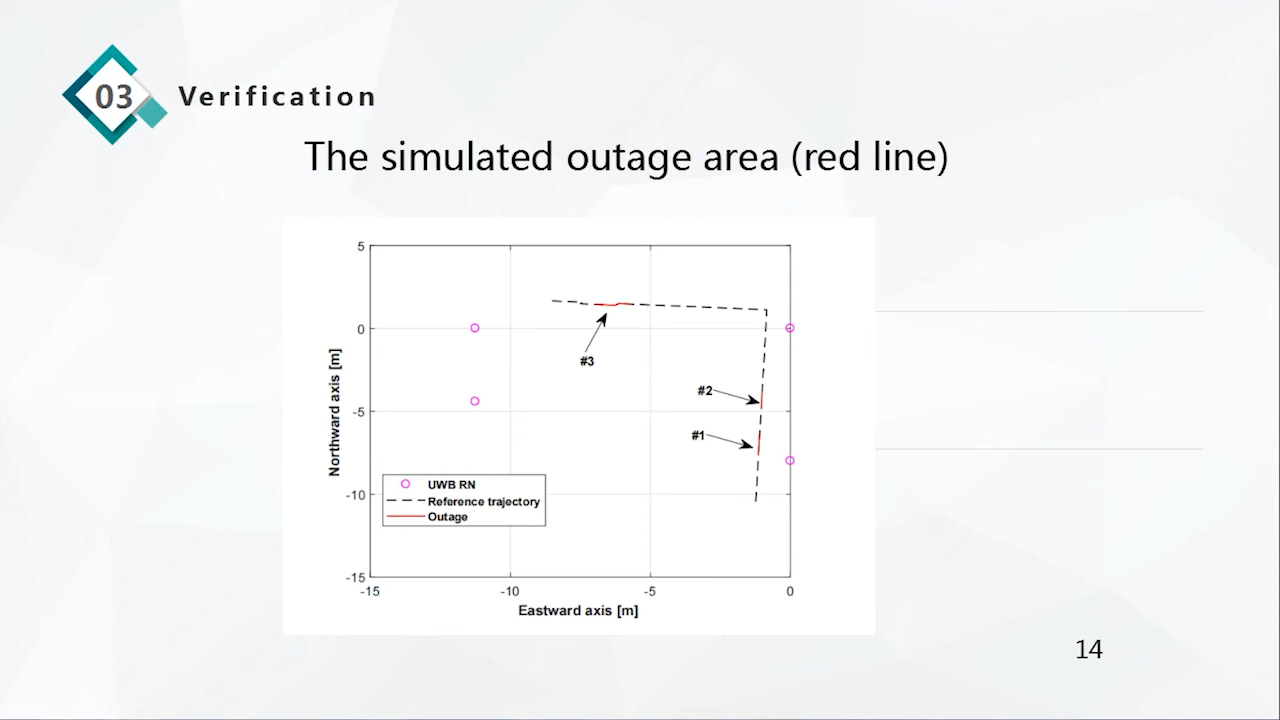 03
Verification
The simulated outage area (red line)
5
0
-5
-10
-15
-15
-10
-5
0
Northward axis [m]
Eastward axis [m]
#3
#2
#1
UWB RN
Reference trajectory
Outage
14